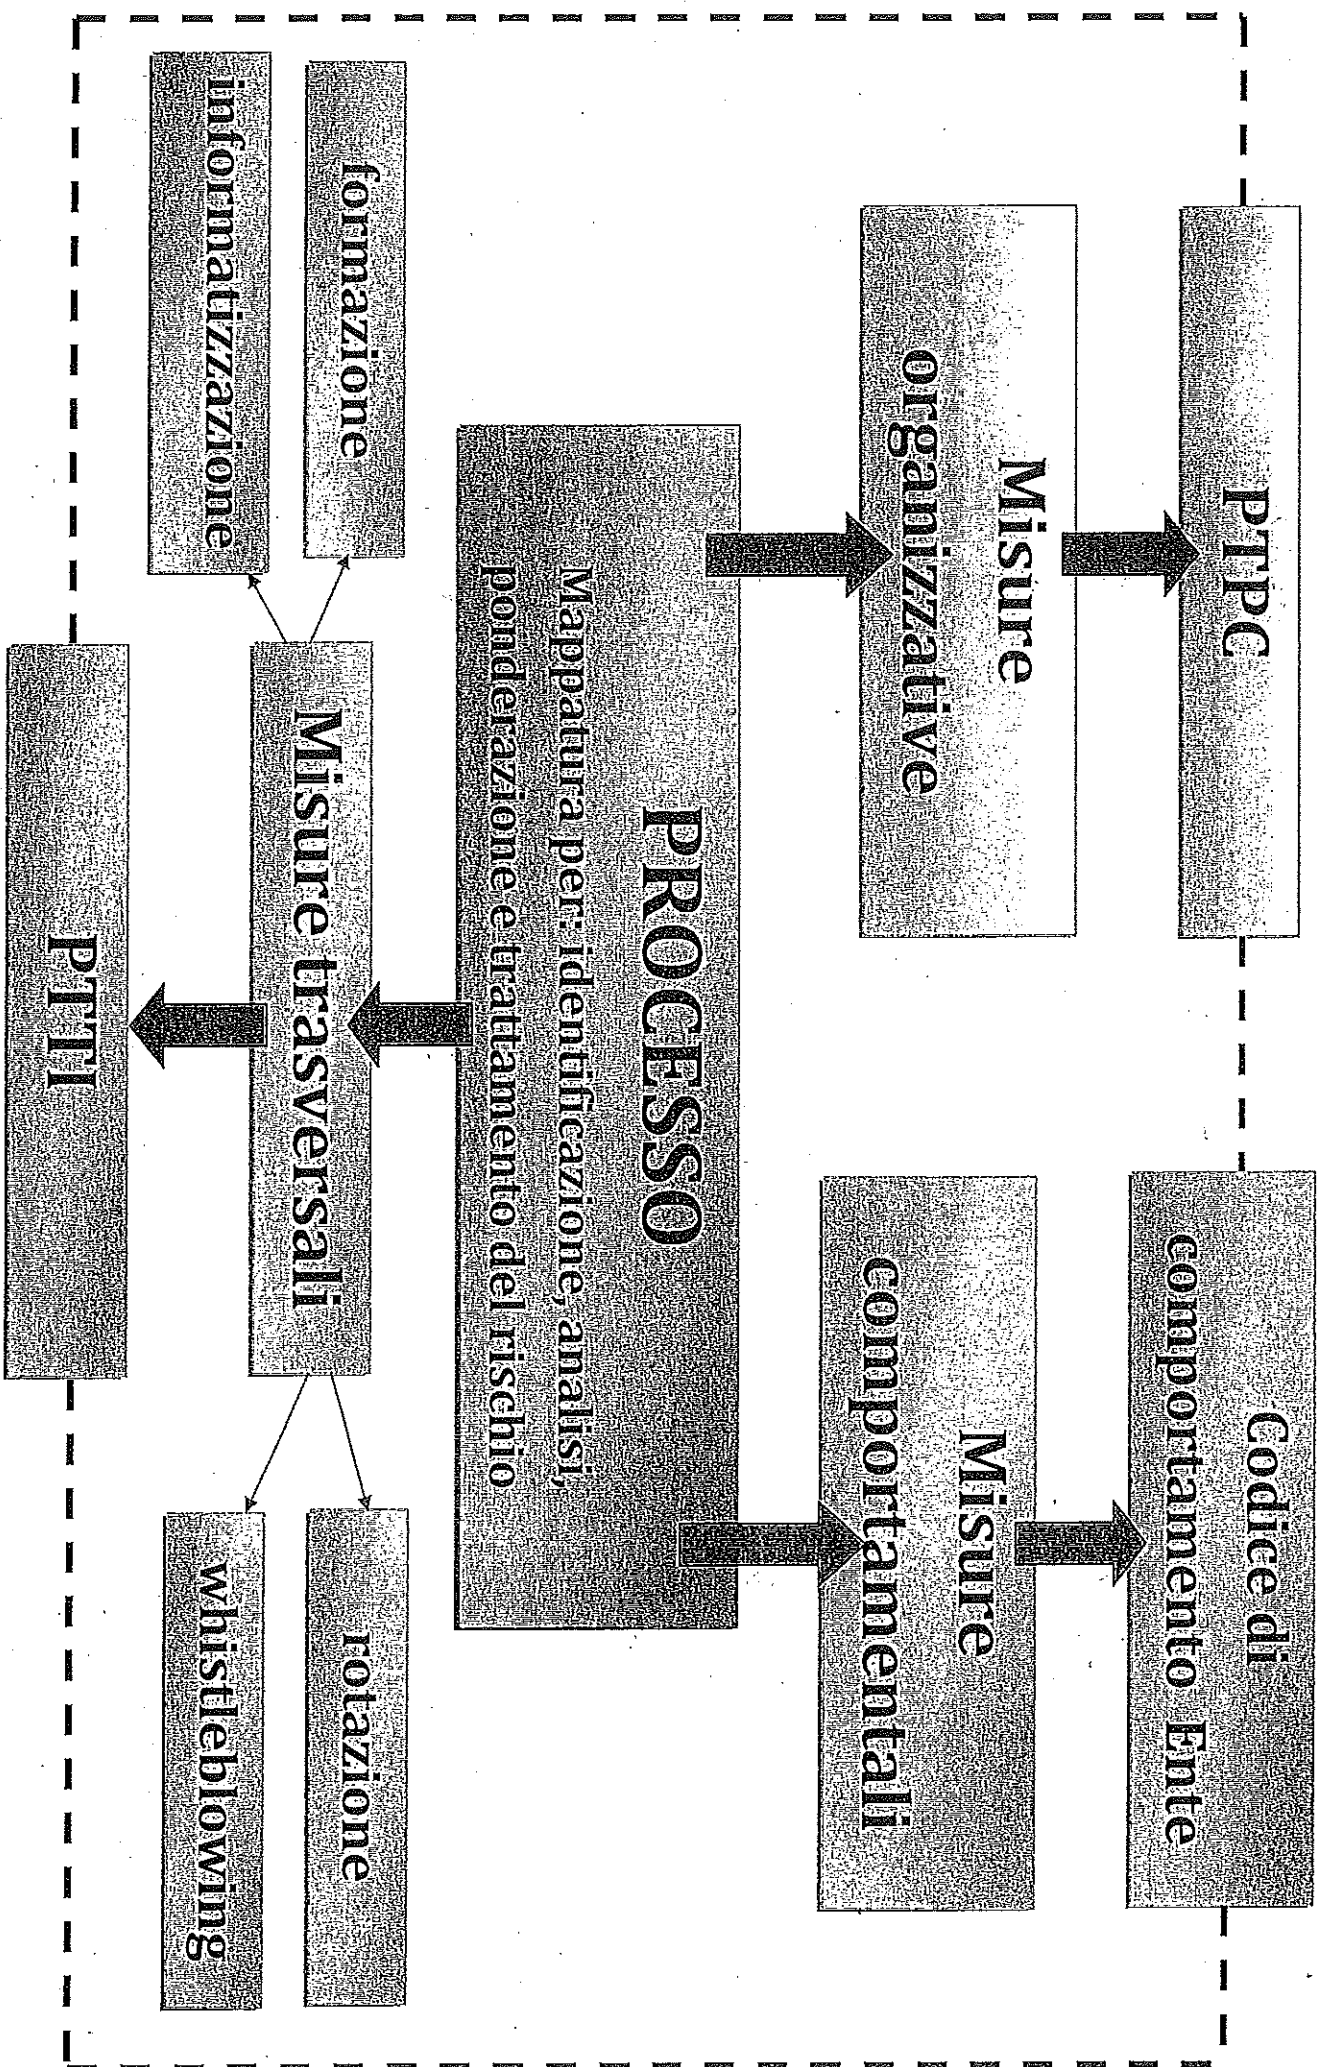 PTPC
Codice di
comportamento Ente
Misure
organizzative
Misure
comportamentali
PROCESSO
Mappatura per: identificazione, analisi,
ponderazione e trattamento del rischio
formazione
Misure trasversali
rotazione
informatizzazione
whistleblowing
PTTI